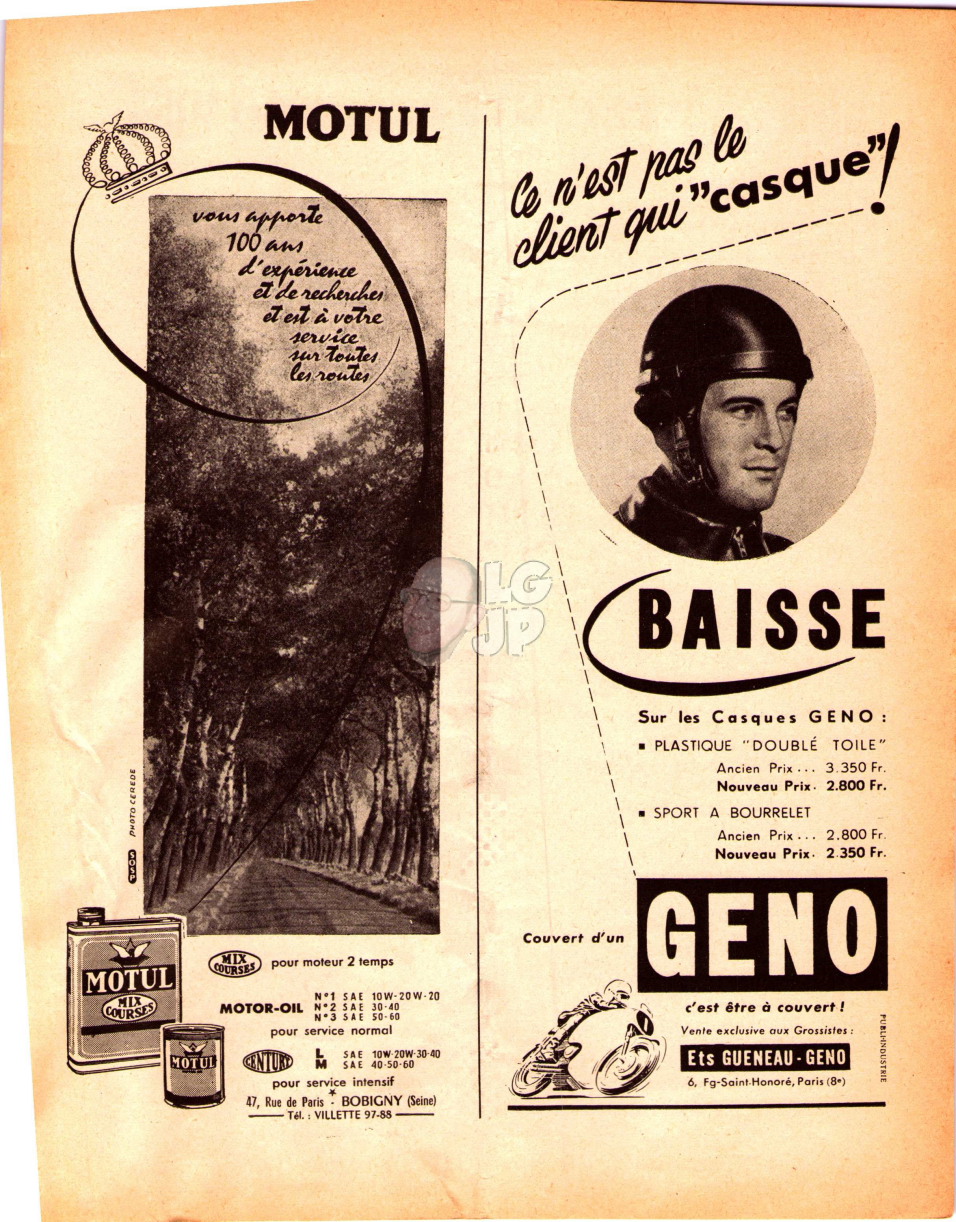 MOTUL
vous apporte
100 ans
d'expérience
et de recherches
et est à votre
service
sur toutes
les routes
PHOTO CEREDE
SOSP
MOTUL
MIX
COURSES
MOTUL
MIX
COURSES
pour moteur 2 temps
MOTOR-OIL
N°1 SAE 10W-20W-20
N°2 SAE 30-40
N°3 SAE 50-60
pour service normal
CENTURY
L SAE 10W-20W-30-40
M SAE 40-50-60
pour service intensif
47, Rue de Paris * BOBIGNY (Seine)
Tél. : VILLETTE 97-88
Ce n'est pas le
client qui "casque"!
LG
JP
BAISSE
Sur les Casques GENO :
▪ PLASTIQUE "DOUBLÉ TOILE"
Ancien Prix ... 3.350 Fr.
Nouveau Prix. 2.800 Fr.
▪ SPORT A BOURRELET
Ancien Prix ... 2.800 Fr.
Nouveau Prix. 2.350 Fr.
Couvert d'un
GENO
c'est être à couvert !
Vente exclusive aux Grossistes :
Ets GUENEAU-GENO
6, Fg-Saint-Honoré, Paris (8e)
PUBLI-INDUSTRIE